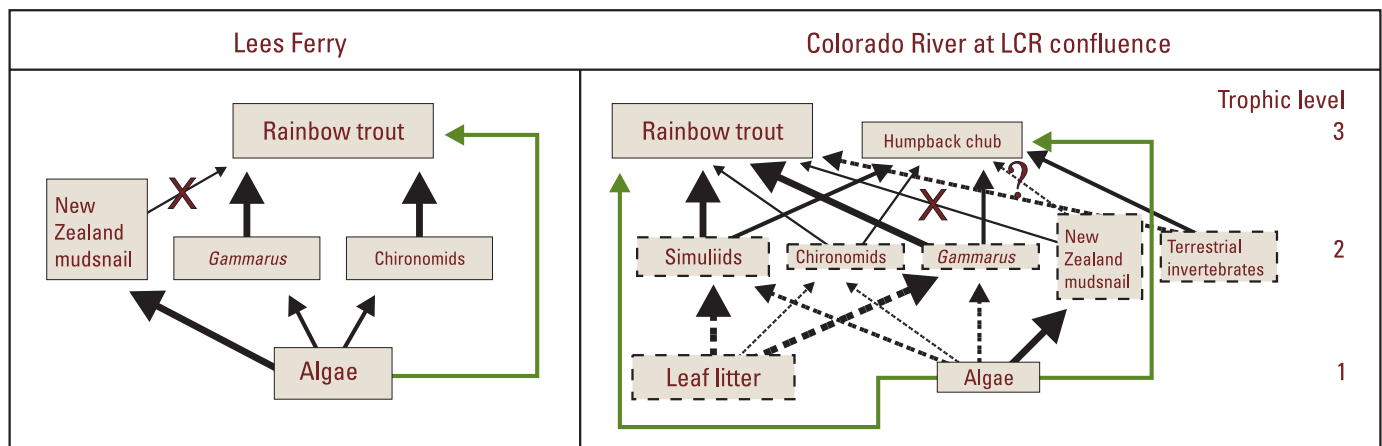 Lees Ferry
Colorado River at LCR confluence
Rainbow trout
X
New
Zealand
mudsnail
Gammarus
Chironomids
Algae
Trophic level
3
Rainbow trout
Humpback chub
?
X
Simuliids
Chironomids
Gammarus
New
Zealand
mudsnail
Terrestrial
invertebrates
2
Leaf litter
Algae
1